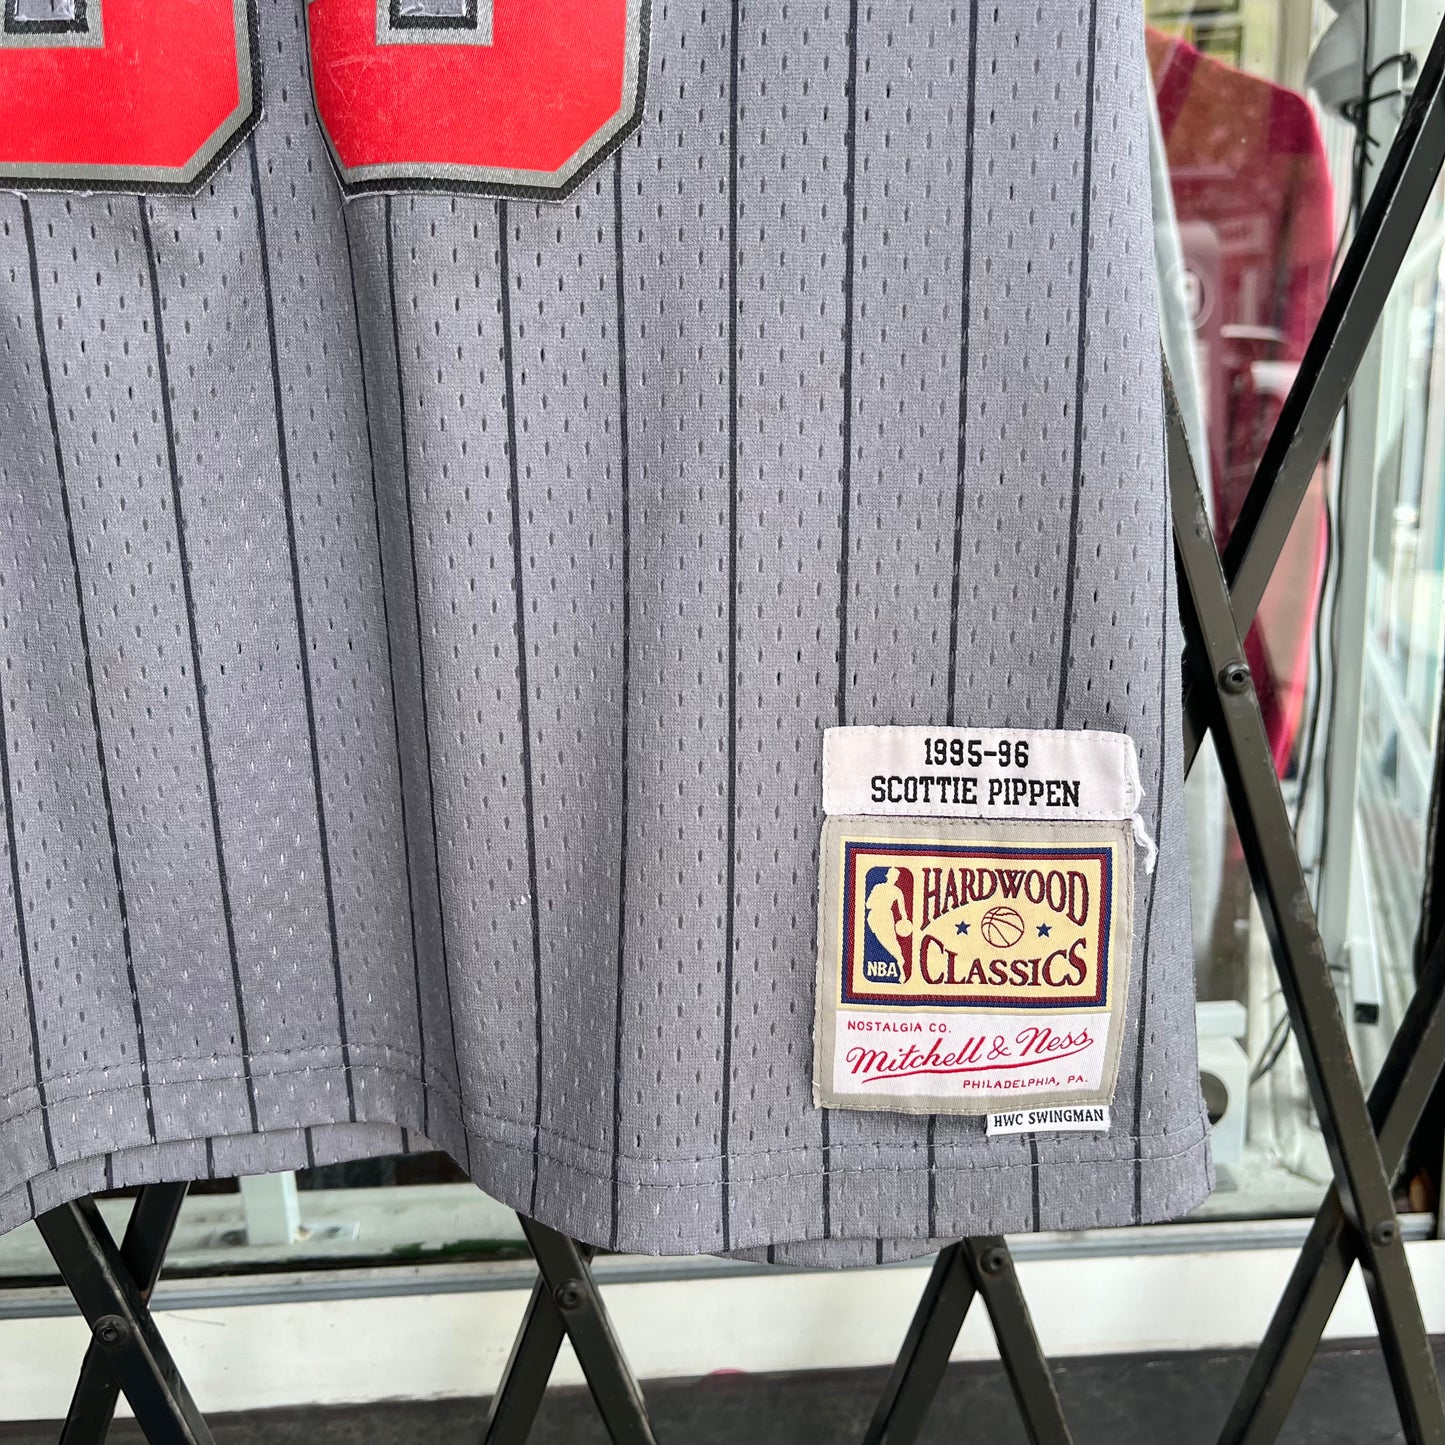 1995-96
SCOTTIE PIPPEN
HARDWOOD
CLASSICS
NBA
NOSTALGIA CO.
Mitchell & Ness
PHILADELPHIA, PA.
HWC SWINGMAN